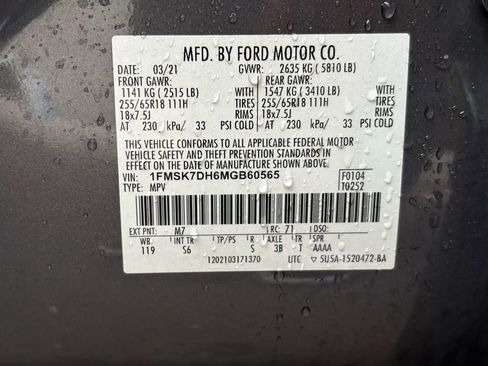 MFD. BY FORD MOTOR CO.
DATE: 03/21 GVWR: 2635 KG ( 5810 LB)
FRONT GAWR: REAR GAWR:
1141 KG ( 2515 LB) WITH 1547 KG ( 3410 LB) WITH
255/65R18 111H TIRES 255/65R18 111H TIRES
18x7.5J RIMS 18x7.5J RIMS
AT 230 kPa/ 33 PSI COLD AT 230 kPa/ 33 PSI COLD
THIS VEHICLE CONFORMS TO ALL APPLICABLE FEDERAL MOTOR
VEHICLE SAFETY AND THEFT PREVENTION STANDARDS IN
EFFECT ON THE DATE OF MANUFACTURE SHOWN ABOVE.
VIN: 1FMSK7DH6MGB60565 F0104
TYPE: MPV T0252
EXT PNT: M7 RC: 71
WB INT TR TP/PS R AXLE TR SPR
119 S6 S 3B T AAAA
1202103171370 UTC 5U5A-1520472-BA